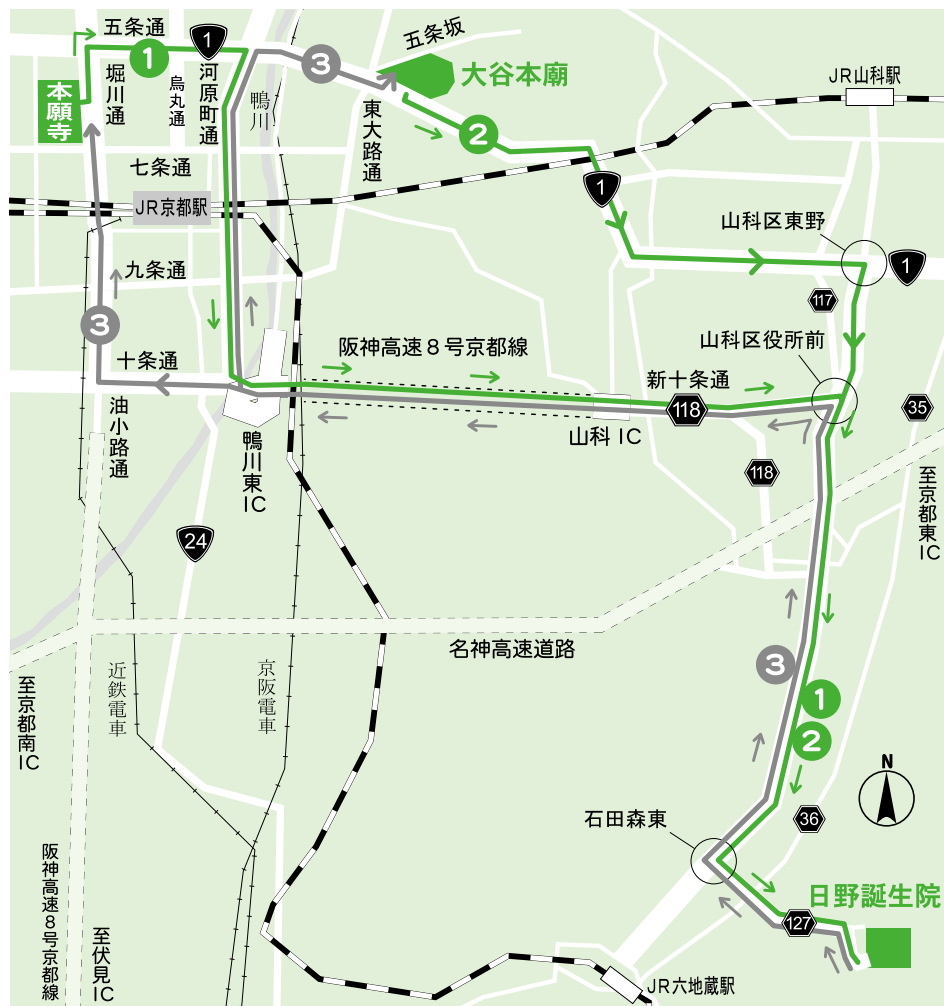 五条通
1
1
堀川通
烏丸通
河原町通
鴨川
3
五条坂
大谷本廟
東大路通
2
JR山科駅
本願寺
七条通
JR京都駅
1
山科区東野
1
九条通
117
3
山科区役所前
阪神高速8号京都線
十条通
新十条通
118
35
油小路通
鴨川東IC
山科IC
118
至京都東IC
24
名神高速道路
3
近鉄電車
京阪電車
至京都南IC
1
2
N
石田森東
36
阪神高速8号京都線
日野誕生院
至伏見IC
127
JR六地蔵駅